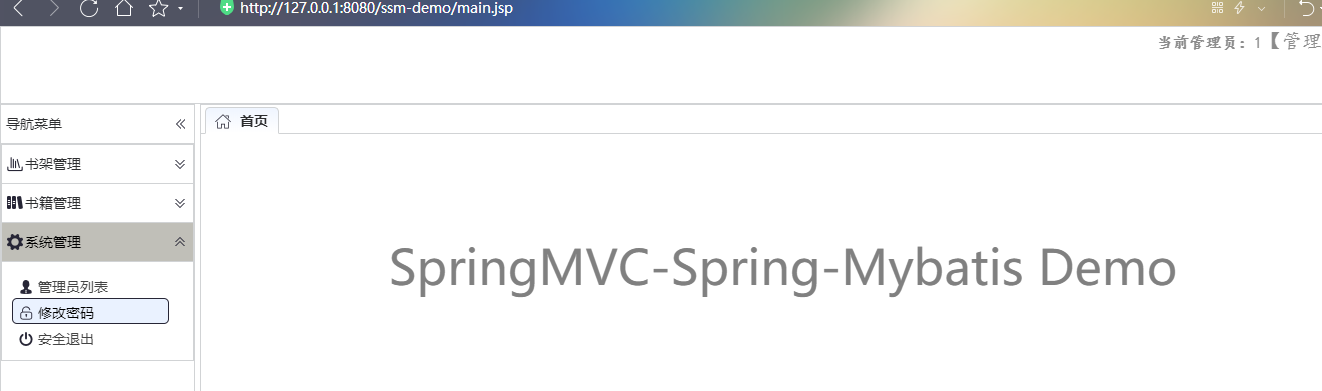 http://127.0.0.1:8080/ssm-demo/main.jsp
当前管理员：1【管理
导航菜单
首页
书架管理
书籍管理
系统管理
SpringMVC-Spring-Mybatis Demo
管理员列表
修改密码
安全退出